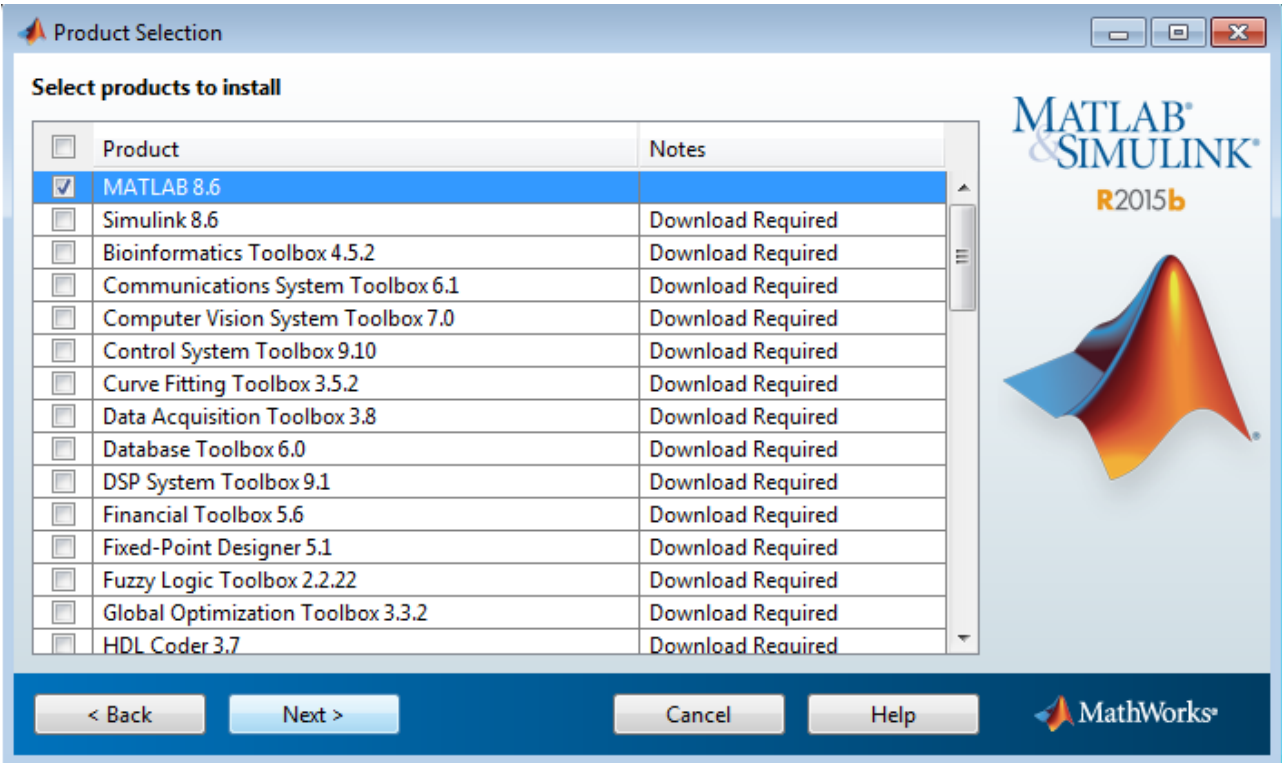 Product Selection
Select products to install
Product Notes
MATLAB 8.6
Simulink 8.6 Download Required
Bioinformatics Toolbox 4.5.2 Download Required
Communications System Toolbox 6.1 Download Required
Computer Vision System Toolbox 7.0 Download Required
Control System Toolbox 9.10 Download Required
Curve Fitting Toolbox 3.5.2 Download Required
Data Acquisition Toolbox 3.8 Download Required
Database Toolbox 6.0 Download Required
DSP System Toolbox 9.1 Download Required
Financial Toolbox 5.6 Download Required
Fixed-Point Designer 5.1 Download Required
Fuzzy Logic Toolbox 2.2.22 Download Required
Global Optimization Toolbox 3.3.2 Download Required
HDL Coder 3.7 Download Required
MATLAB®
&SIMULINK®
R2015b
®
< Back Next > Cancel Help MathWorks®